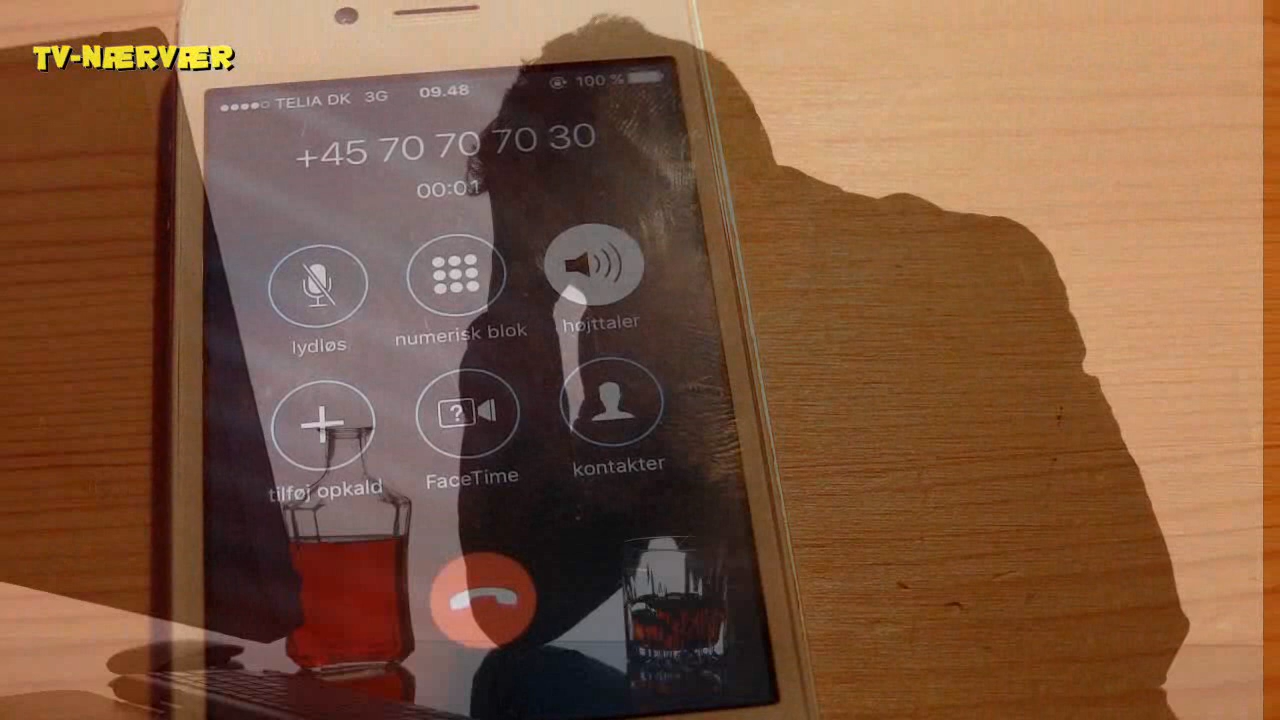 TV-NÆRVÆR
TELIA DK 3G 09.48 100 %
+45 70 70 70 30
00:01
lydløs numerisk blok højttaler
tilføj opkald FaceTime kontakter